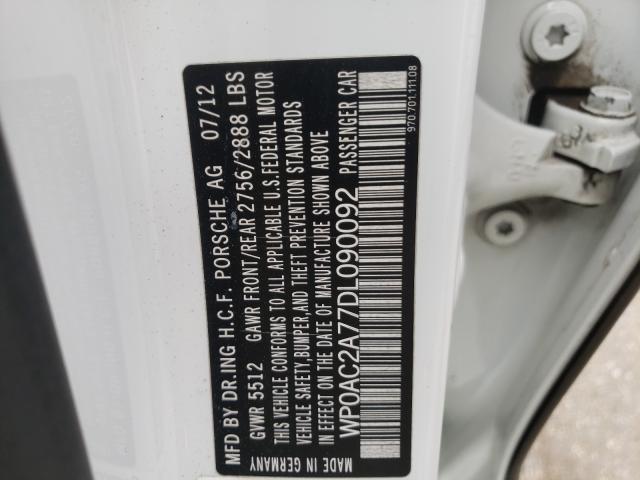 MFD BY DR.ING H.C.F. PORSCHE AG 07/12
GVWR 5512 GAWR FRONT/REAR 2756/2888 LBS
THIS VEHICLE CONFORMS TO ALL APPLICABLE U.S.FEDERAL MOTOR
VEHICLE SAFETY,BUMPER,AND THEFT PREVENTION STANDARDS
IN EFFECT ON THE DATE OF MANUFACTURE SHOWN ABOVE
WP0AC2A77DL090092 PASSENGER CAR
MADE IN GERMANY
970.701.111.08